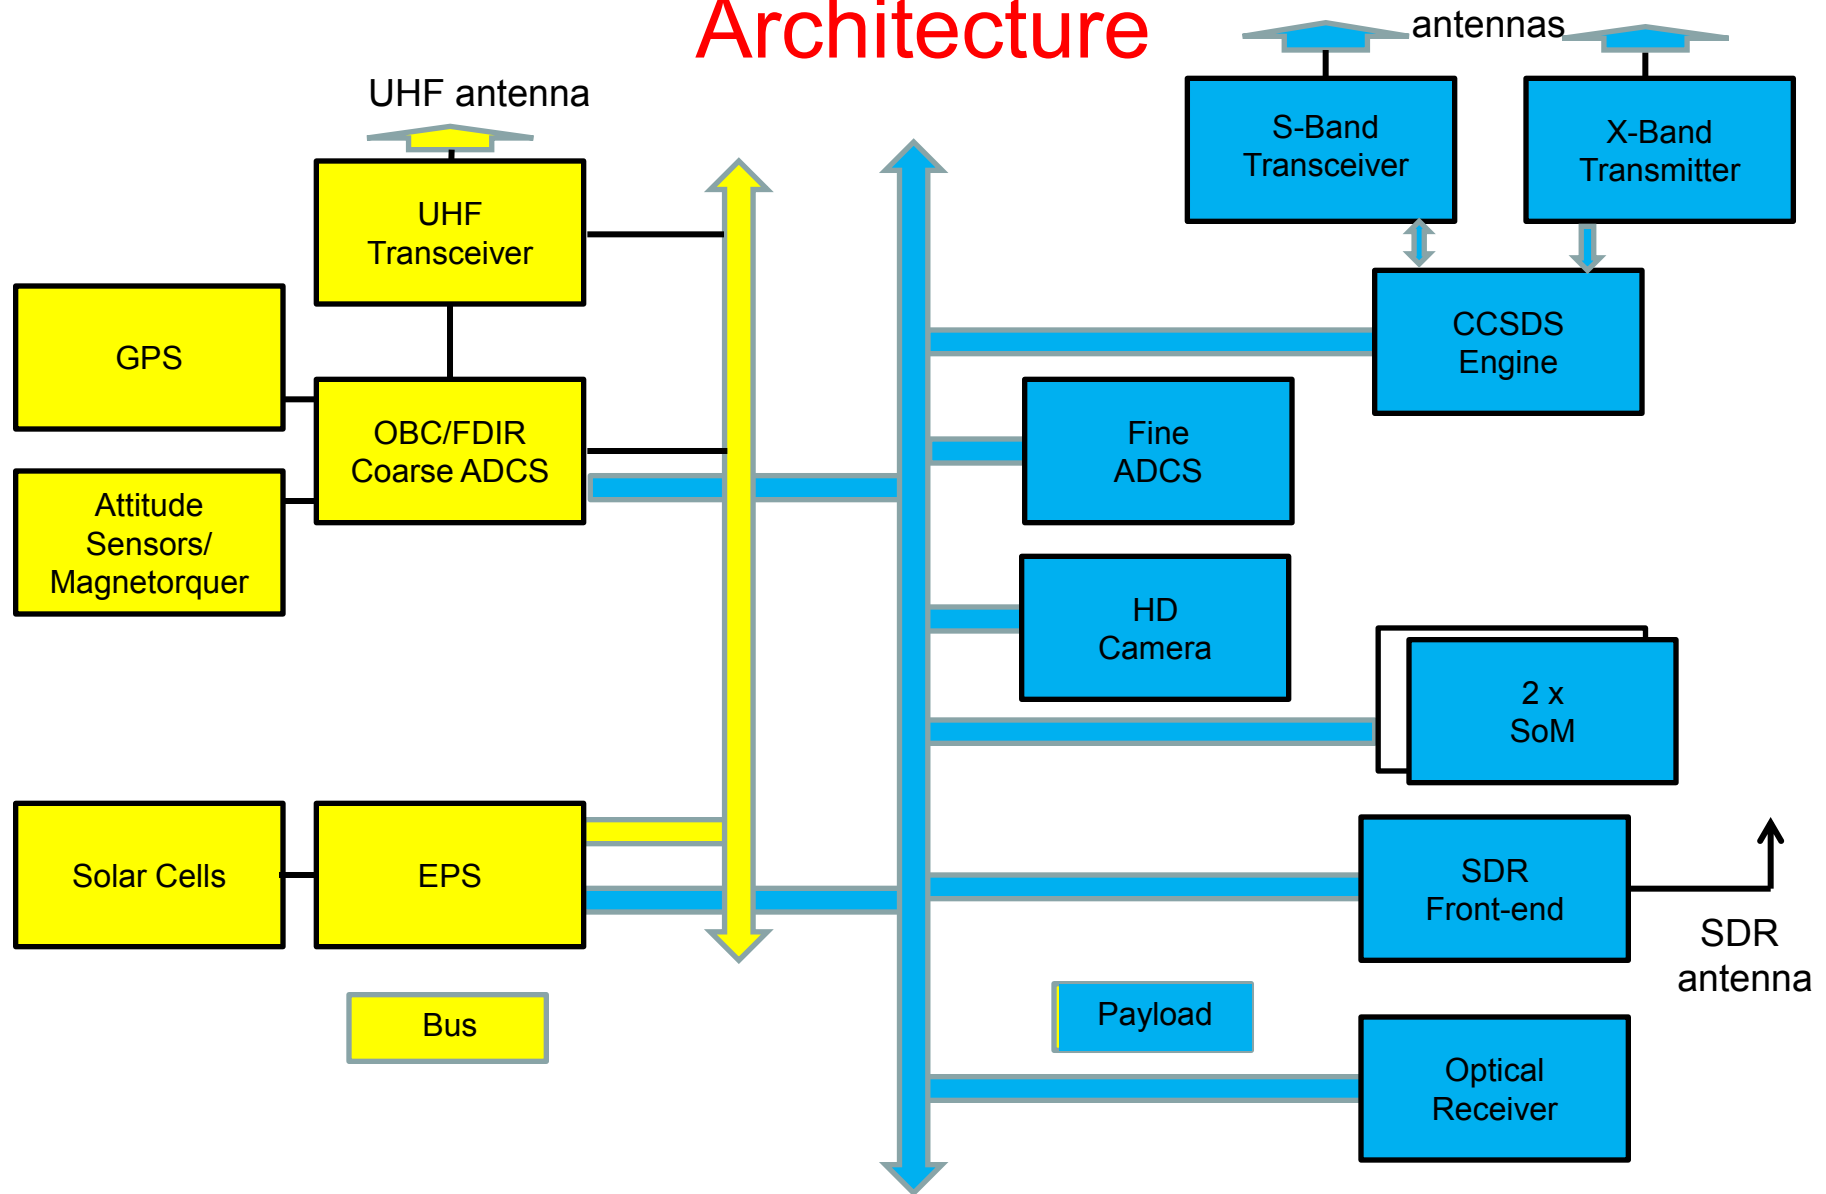 Architecture
antennas
UHF antenna
S-Band
Transceiver
X-Band
Transmitter
UHF
Transceiver
GPS
CCSDS
Engine
OBC/FDIR
Coarse ADCS
Fine
ADCS
Attitude
Sensors/
Magnetorquer
HD
Camera
2 x
SoM
Solar Cells
EPS
SDR
Front-end
SDR
antenna
Bus
Payload
Optical
Receiver